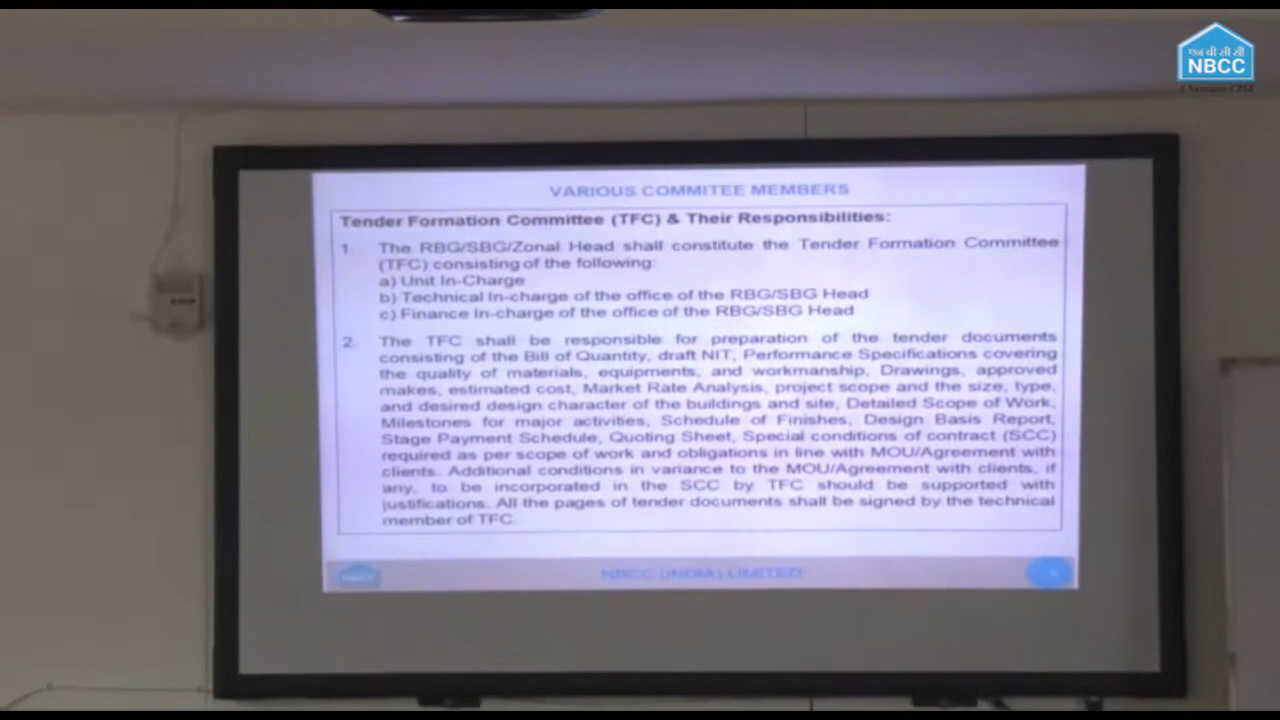 एन बी सी सी
NBCC
VARIOUS COMMITEE MEMBERS
Tender Formation Committee (TFC) & Their Responsibilities:
1. The RBG/SBG/Zonal Head shall constitute the Tender Formation Committee
(TFC) consisting of the following:
a) Unit In-Charge
b) Technical In-charge of the office of the RBG/SBG Head
c) Finance In-charge of the office of the RBG/SBG Head
2. The TFC shall be responsible for preparation of the tender documents
consisting of the Bill of Quantity, draft NIT, Performance Specifications covering
the quality of materials, equipments, and workmanship, Drawings, approved
makes, estimated cost, Market Rate Analysis, project scope and the size, type,
and desired design character of the buildings and site, Detailed Scope of Work,
Milestones for major activities, Schedule of Finishes, Design Basis Report,
Stage Payment Schedule, Quoting Sheet, Special conditions of contract (SCC)
required as per scope of work and obligations in line with MOU/Agreement with
clients. Additional conditions in variance to the MOU/Agreement with clients, if
any, to be incorporated in the SCC by TFC should be supported with
justifications. All the pages of tender documents shall be signed by the technical
member of TFC.
NBCC
NBCC (INDIA) LIMITED